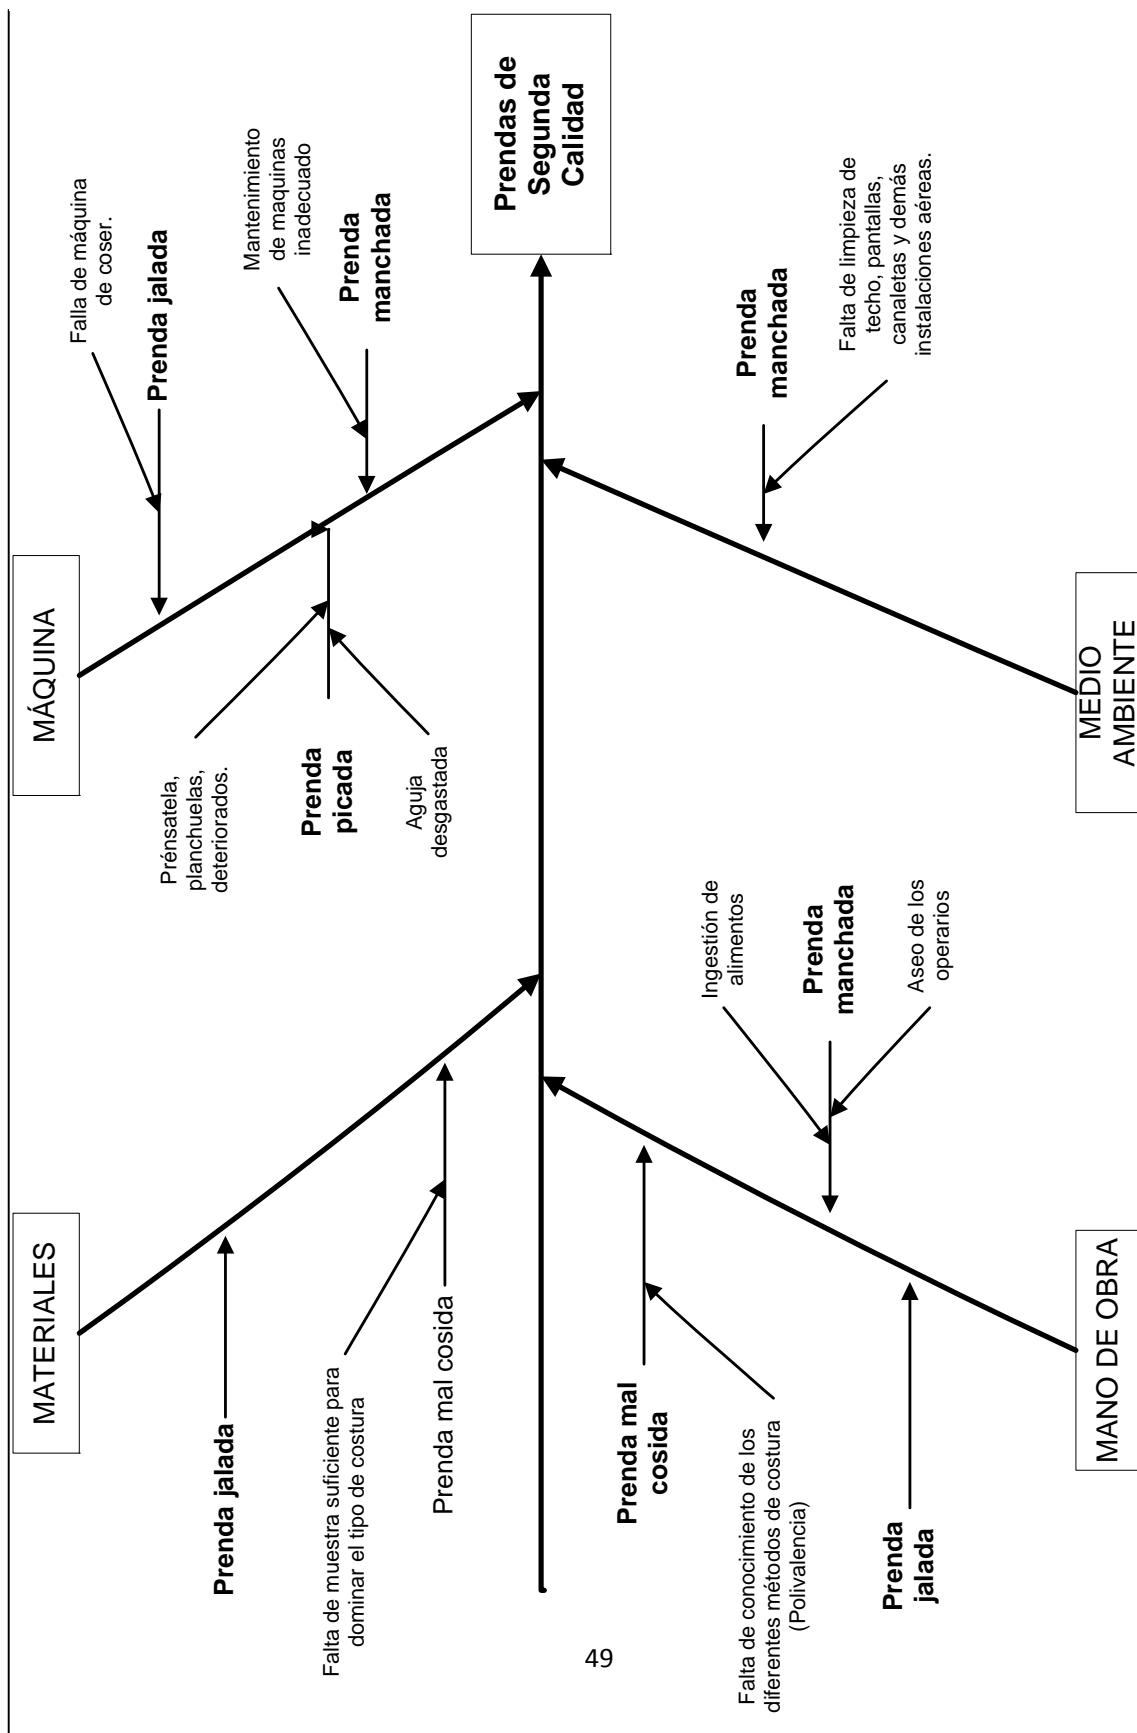 MATERIALES
MÁQUINA
Prenda jalada
Falta de muestra suficiente para
dominar el tipo de costura
Prenda mal cosida
Falla de máquina
de coser.
Prenda jalada
Prénsatela,
planchuelas,
deteriorados.
Prenda
picada
Aguja
desgastada
Mantenimiento
de maquinas
inadecuado
Prenda
manchada
Prendas de
Segunda
Calidad
Prenda mal
cosida
Falta de conocimiento de los
diferentes métodos de costura
(Polivalencia)
Prenda
jalada
Ingestión de
alimentos
Prenda
manchada
Aseo de los
operarios
Prenda
manchada
Falta de limpieza de
techo, pantallas,
canaletas y demás
instalaciones aéreas.
MANO DE OBRA
MEDIO
AMBIENTE
49